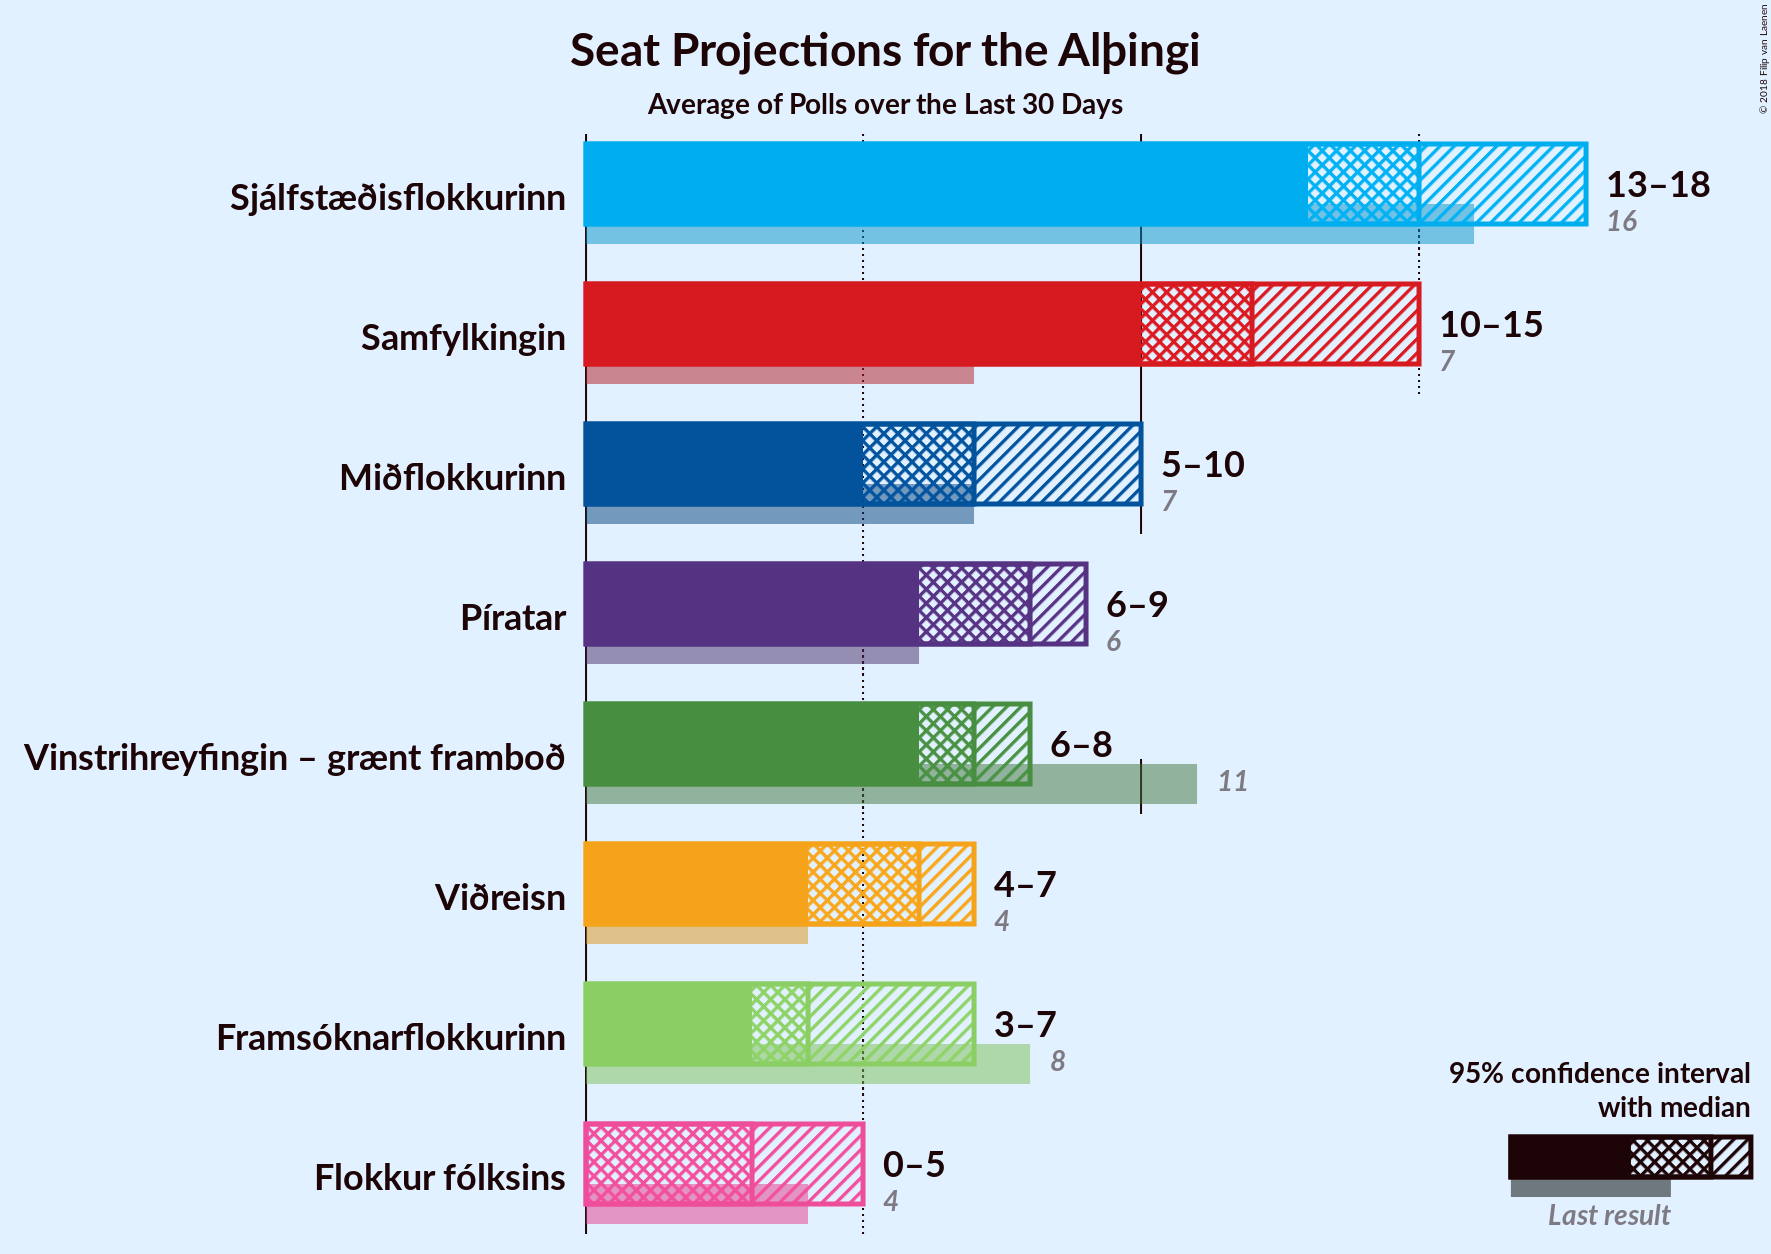 Seat Projections for the Alþingi
Average of Polls over the Last 30 Days
© 2018 Filip van Laenen
Sjálfstæðisflokkurinn
13–18
16
Samfylkingin
10–15
7
Miðflokkurinn
5–10
7
Píratar
6–9
6
Vinstrihreyfingin – grænt framboð
6–8
11
Viðreisn
4–7
4
Framsóknarflokkurinn
3–7
8
Flokkur fólksins
0–5
4
95% confidence interval
with median
Last result